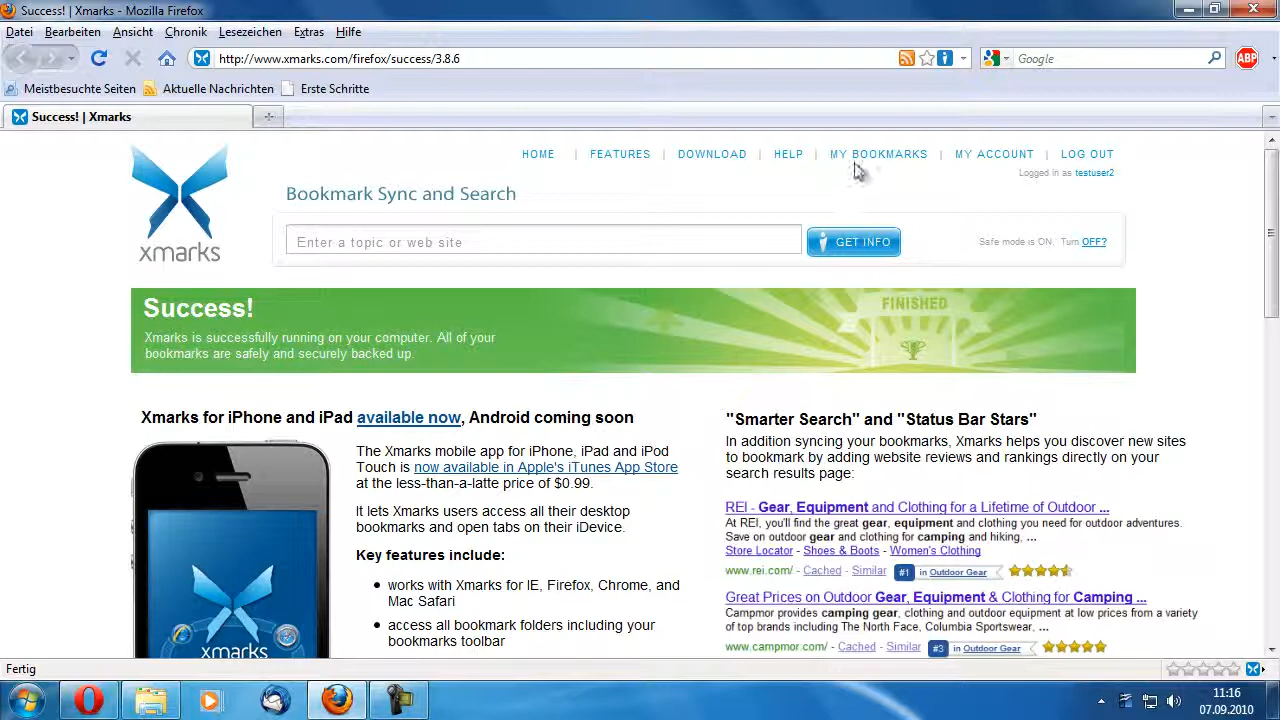 Success! | Xmarks - Mozilla Firefox
Datei Bearbeiten Ansicht Chronik Lesezeichen Extras Hilfe
http://www.xmarks.com/firefox/success/3.8.6
Google
ABP
Meistbesuchte Seiten Aktuelle Nachrichten Erste Schritte
Success! | Xmarks
HOME | FEATURES | DOWNLOAD | HELP | MY BOOKMARKS | MY ACCOUNT | LOG OUT
Logged in as testuser2
xmarks
Bookmark Sync and Search
Enter a topic or web site
GET INFO
Safe mode is ON. Turn OFF?
Success!
Xmarks is successfully running on your computer. All of your
bookmarks are safely and securely backed up.
FINISHED
Xmarks for iPhone and iPad available now, Android coming soon
The Xmarks mobile app for iPhone, iPad and iPod
Touch is now available in Apple's iTunes App Store
at the less-than-a-latte price of $0.99.
It lets Xmarks users access all their desktop
bookmarks and open tabs on their iDevice.
Key features include:
• works with Xmarks for IE, Firefox, Chrome, and
Mac Safari
• access all bookmark folders including your
bookmarks toolbar
xmarks
"Smarter Search" and "Status Bar Stars"
In addition syncing your bookmarks, Xmarks helps you discover new sites
to bookmark by adding website reviews and rankings directly on your
search results page:
REI - Gear, Equipment and Clothing for a Lifetime of Outdoor ...
At REI, you'll find the great gear, equipment and clothing you need for outdoor adventures.
Save on outdoor gear and clothing for camping and hiking, ...
Store Locator - Shoes & Boots - Women's Clothing
www.rei.com/ - Cached - Similar #1 in Outdoor Gear
Great Prices on Outdoor Gear, Equipment & Clothing for Camping ...
Campmor provides camping gear, clothing and outdoor equipment at low prices from a variety
of top brands including The North Face, Columbia Sportswear, ...
www.campmor.com/ - Cached - Similar #3 in Outdoor Gear
Fertig
11:16
07.09.2010